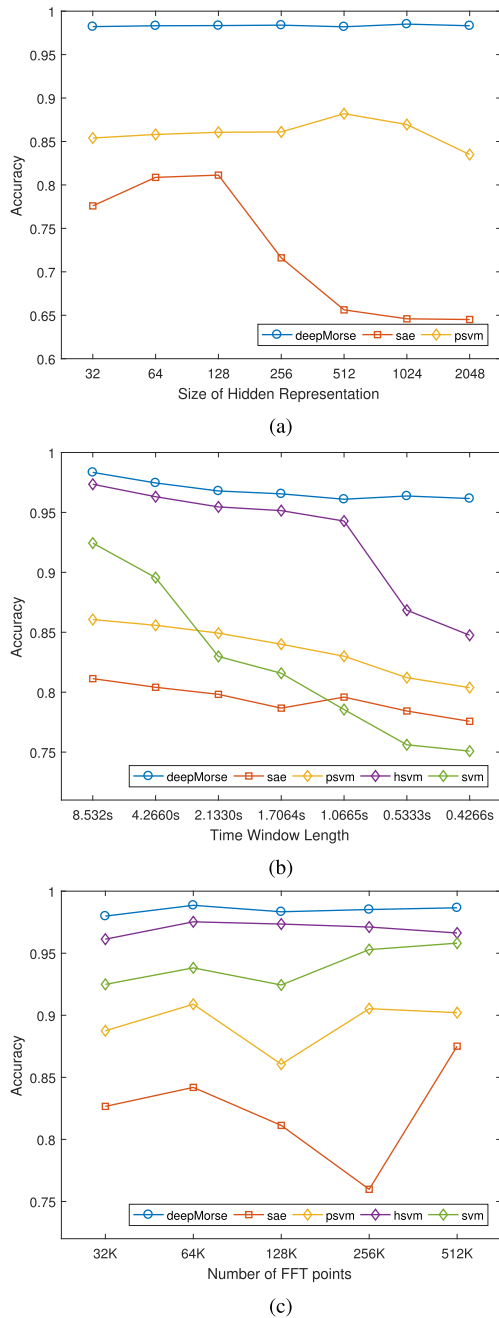 1
0.95
0.9
0.85
0.8
0.75
0.7
0.65
0.6
Accuracy
deepMorse sae psvm
32 64 128 256 512 1024 2048
Size of Hidden Representation
(a)
1
0.95
0.9
0.85
0.8
0.75
Accuracy
deepMorse sae psvm hsvm svm
8.532s 4.2660s 2.1330s 1.7064s 1.0665s 0.5333s 0.4266s
Time Window Length
(b)
1
0.95
0.9
0.85
0.8
0.75
Accuracy
deepMorse sae psvm hsvm svm
32K 64K 128K 256K 512K
Number of FFT points
(c)